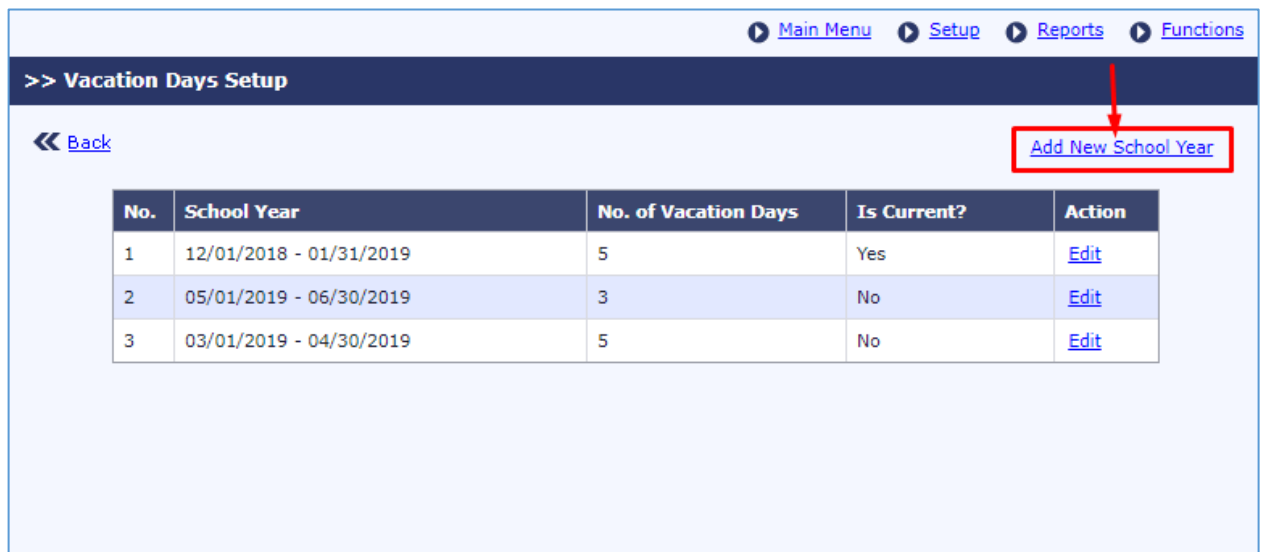 Main Menu Setup Reports Functions
>> Vacation Days Setup
Back Add New School Year
No. School Year No. of Vacation Days Is Current? Action
1 12/01/2018 - 01/31/2019 5 Yes Edit
2 05/01/2019 - 06/30/2019 3 No Edit
3 03/01/2019 - 04/30/2019 5 No Edit